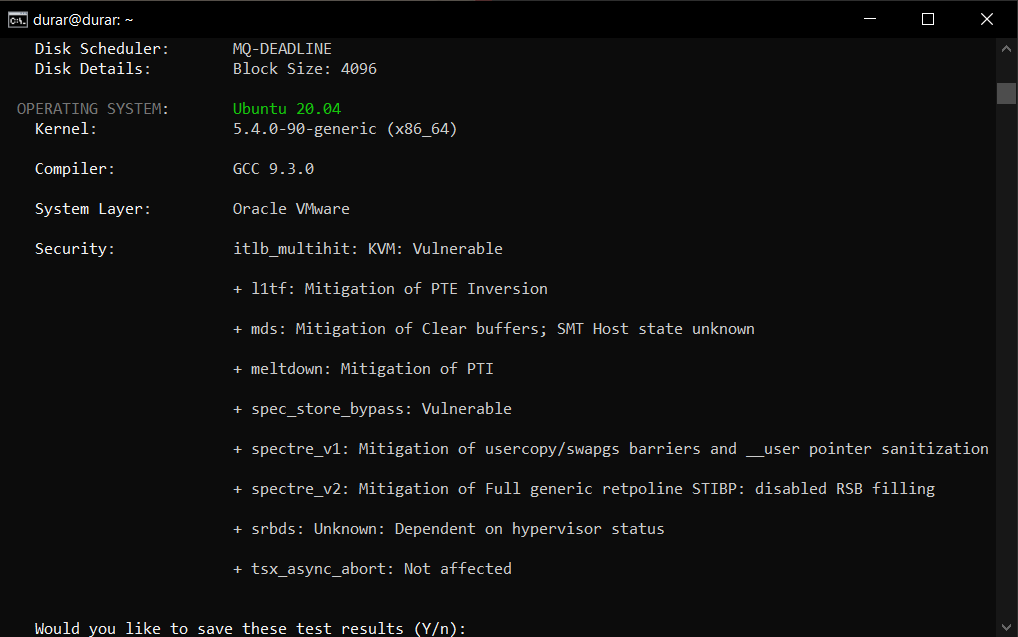 durar@durar: ~
Disk Scheduler: MQ-DEADLINE
Disk Details: Block Size: 4096
OPERATING SYSTEM: Ubuntu 20.04
Kernel: 5.4.0-90-generic (x86_64)
Compiler: GCC 9.3.0
System Layer: Oracle VMware
Security: itlb_multihit: KVM: Vulnerable
+ l1tf: Mitigation of PTE Inversion
+ mds: Mitigation of Clear buffers; SMT Host state unknown
+ meltdown: Mitigation of PTI
+ spec_store_bypass: Vulnerable
+ spectre_v1: Mitigation of usercopy/swapgs barriers and __user pointer sanitization
+ spectre_v2: Mitigation of Full generic retpoline STIBP: disabled RSB filling
+ srbds: Unknown: Dependent on hypervisor status
+ tsx_async_abort: Not affected
Would you like to save these test results (Y/n):